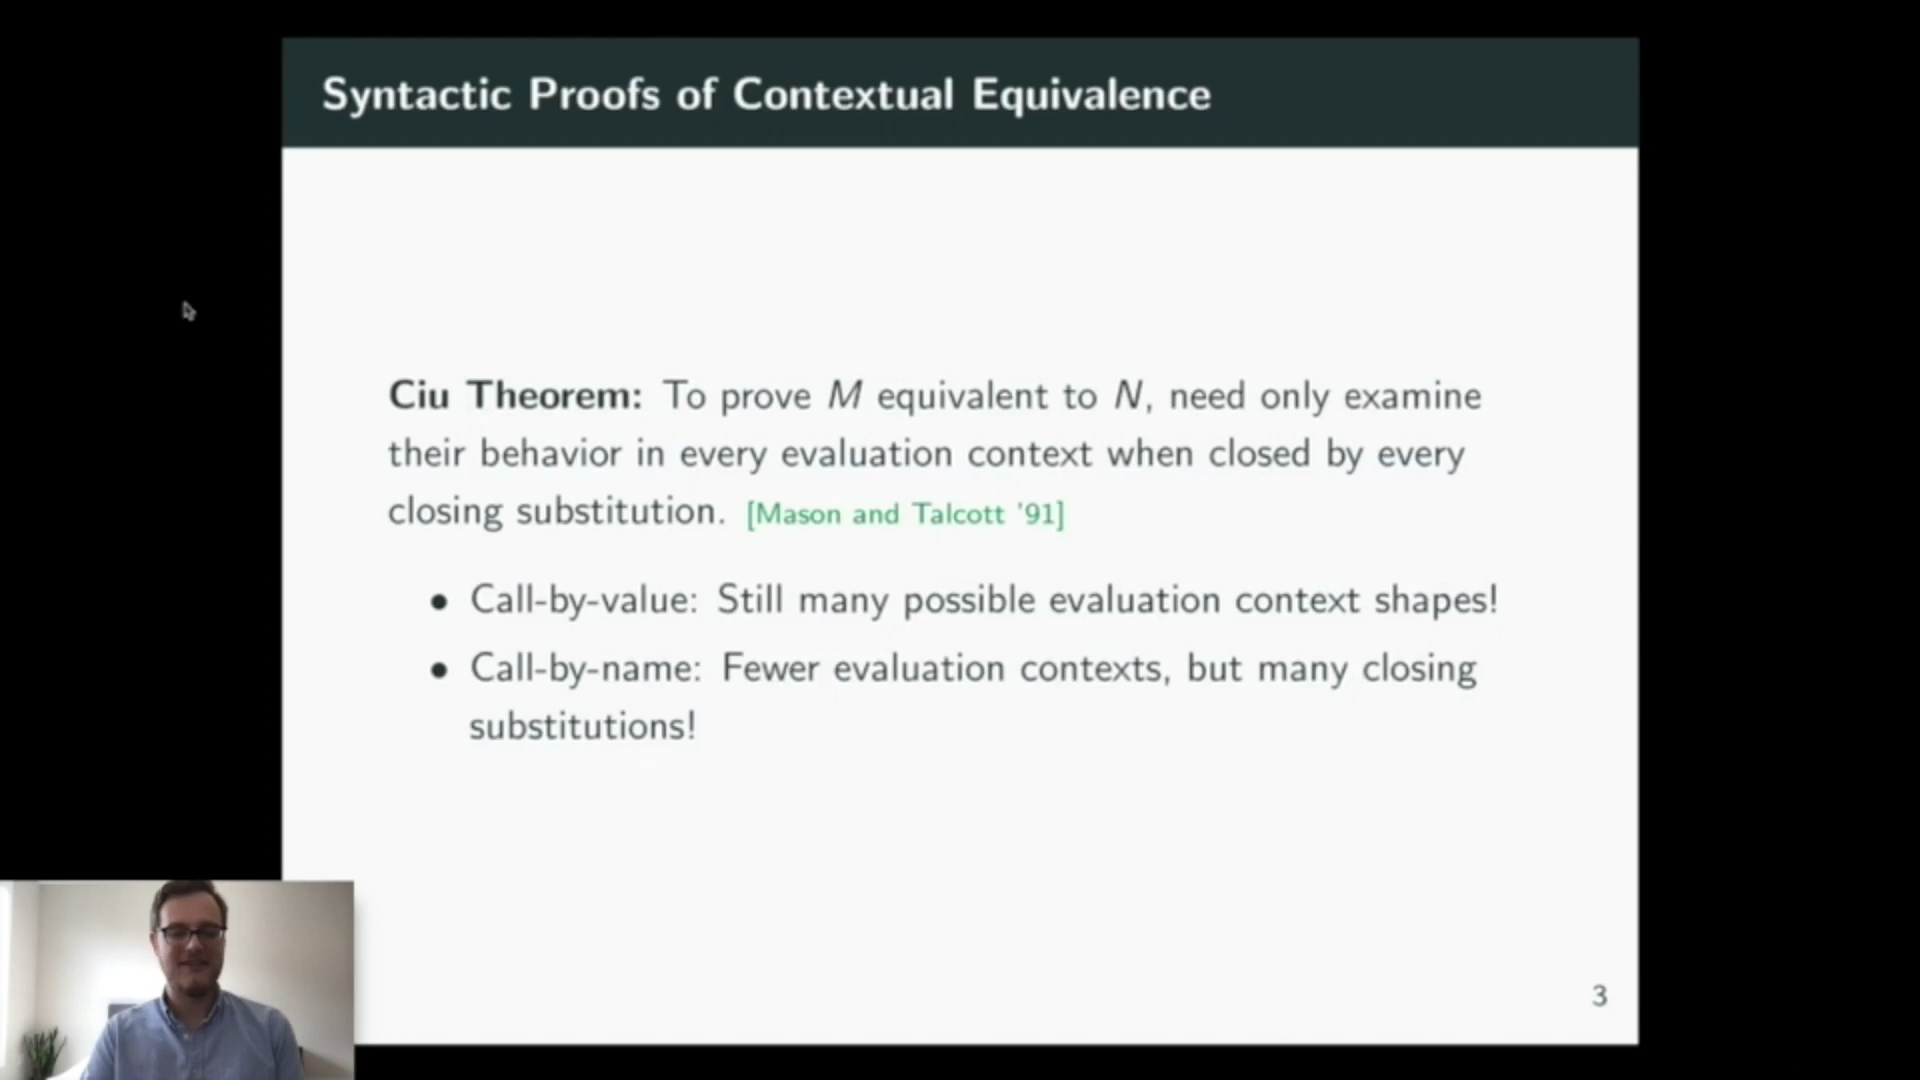 Syntactic Proofs of Contextual Equivalence
Ciu Theorem: To prove M equivalent to N, need only examine
their behavior in every evaluation context when closed by every
closing substitution. [Mason and Talcott '91]
• Call-by-value: Still many possible evaluation context shapes!
• Call-by-name: Fewer evaluation contexts, but many closing
substitutions!
3